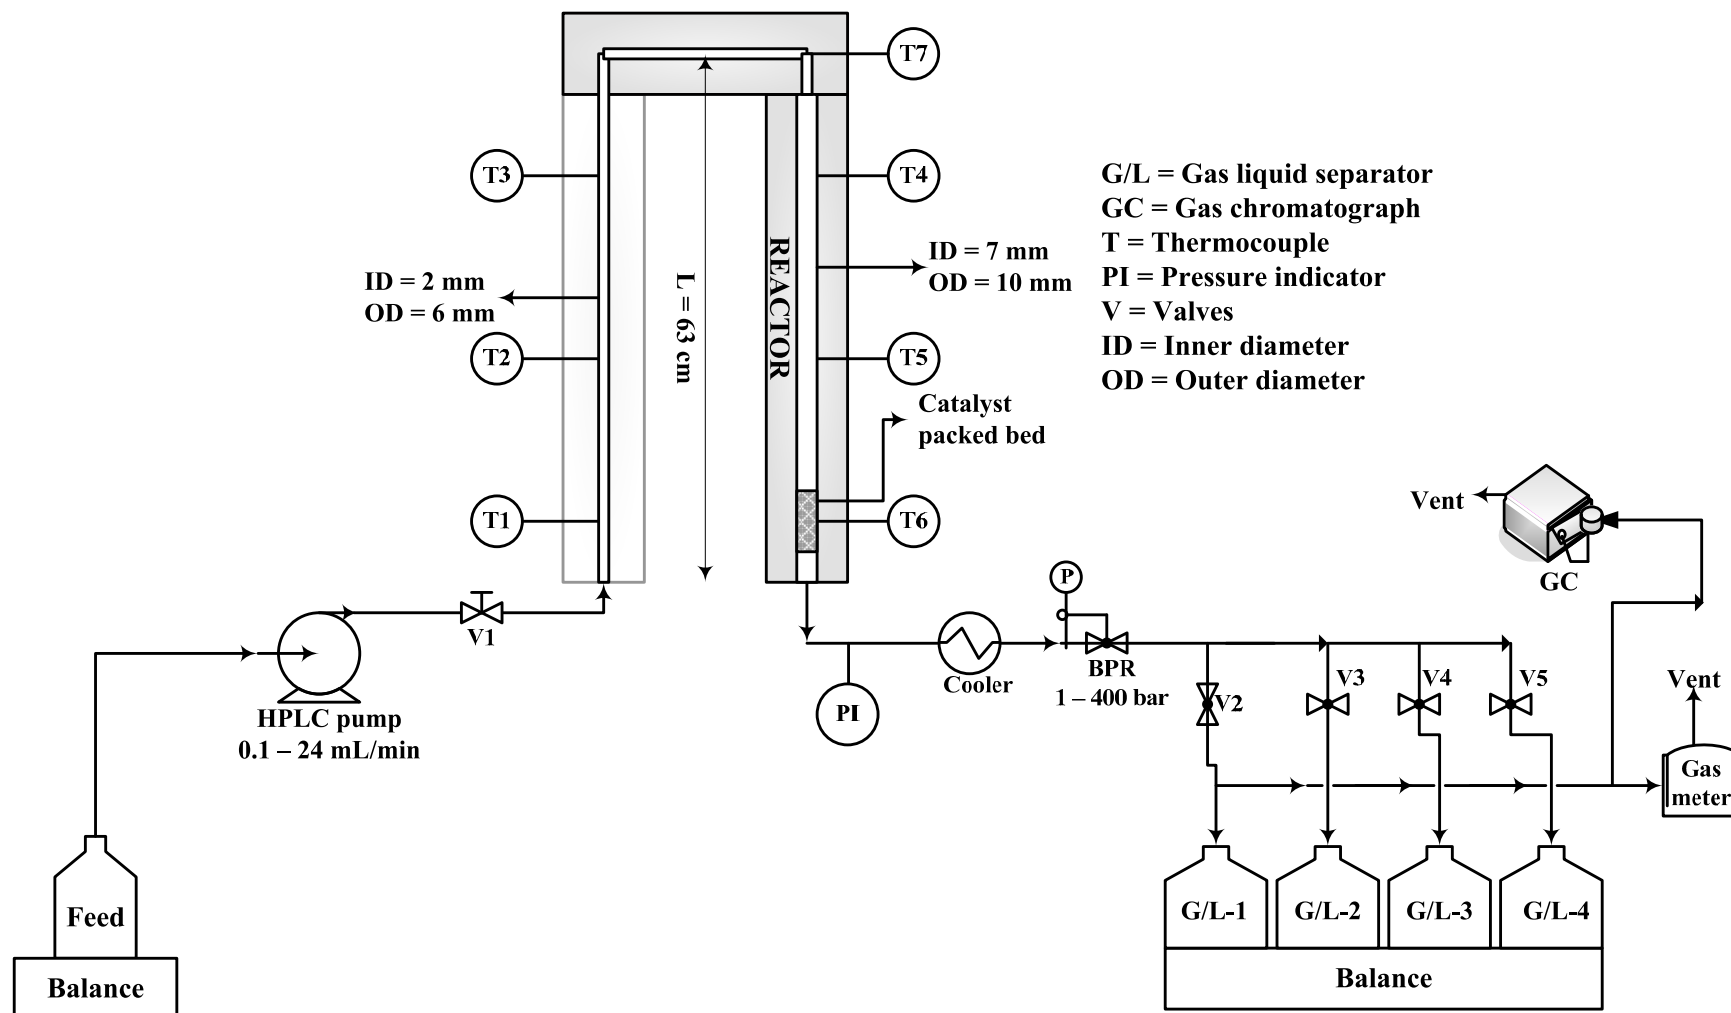 T7
T3
T4
G/L = Gas liquid separator
GC = Gas chromatograph
T = Thermocouple
PI = Pressure indicator
V = Valves
ID = Inner diameter
OD = Outer diameter
REACTOR
L = 63 cm
ID = 7 mm
OD = 10 mm
ID = 2 mm
OD = 6 mm
T2
T5
Catalyst
packed bed
T1
T6
Vent
GC
P
V1
Cooler
BPR
1 – 400 bar
V2
V3
V4
V5
Vent
PI
HPLC pump
0.1 – 24 mL/min
Gas
meter
Feed
G/L-1
G/L-2
G/L-3
G/L-4
Balance
Balance